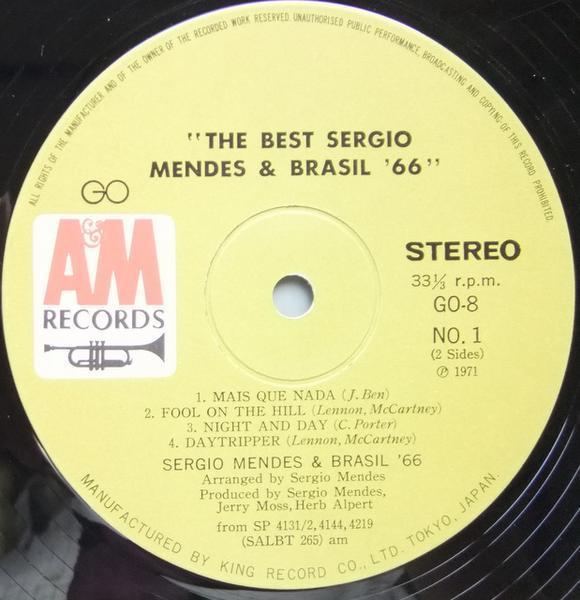 ALL RIGHTS OF THE MANUFACTURER AND OF THE OWNER OF THE RECORDED WORK RESERVED. UNAUTHORISED PUBLIC PERFORMANCE, BROADCASTING AND COPYING OF THIS RECORD PROHIBITED.
"THE BEST SERGIO
MENDES & BRASIL '66"
GO
A&M
RECORDS
STEREO
33⅓ r.p.m.
GO-8
NO. 1
(2 Sides)
Ⓟ 1971
1. MAIS QUE NADA (J. Ben)
2. FOOL ON THE HILL (Lennon, McCartney)
3. NIGHT AND DAY (C. Porter)
4. DAYTRIPPER (Lennon, McCartney)
SERGIO MENDES & BRASIL '66
Arranged by Sergio Mendes
Produced by Sergio Mendes,
Jerry Moss, Herb Alpert
from SP 4131/2, 4144, 4219
(SALBT 265) am
MANUFACTURED BY KING RECORD CO., LTD. TOKYO, JAPAN.